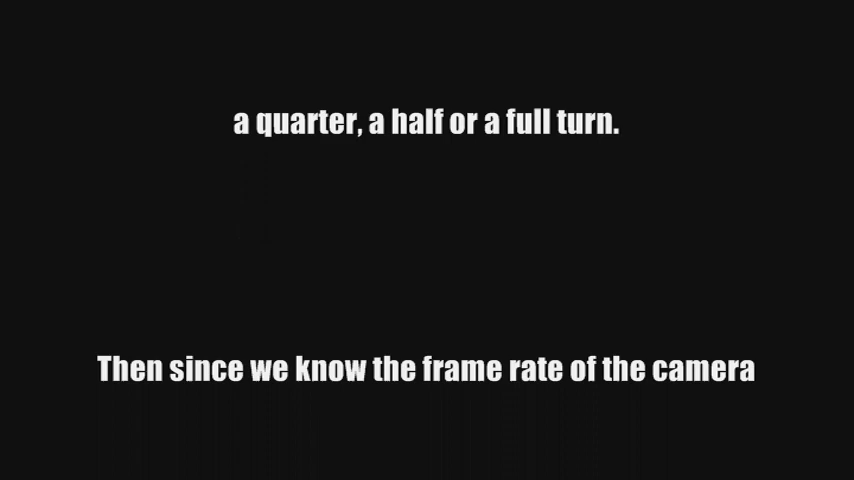 a quarter, a half or a full turn.
Then since we know the frame rate of the camera